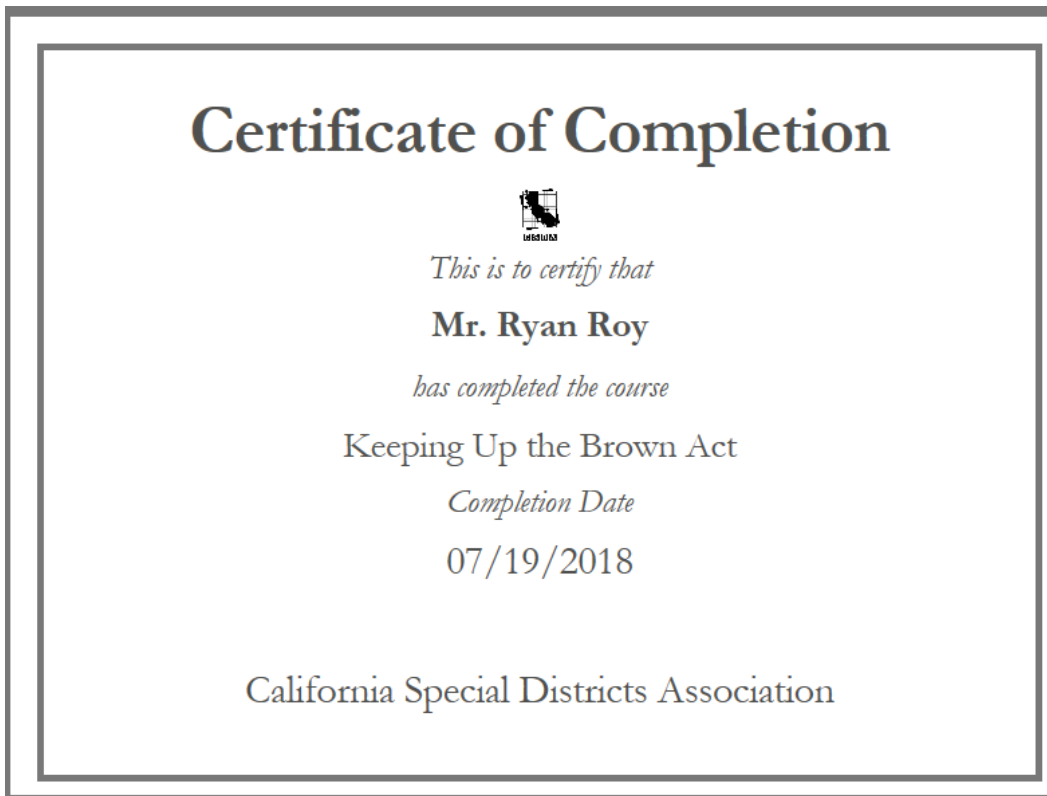 Certificate of Completion
This is to certify that
Mr. Ryan Roy
has completed the course
Keeping Up the Brown Act
Completion Date
07/19/2018
California Special Districts Association